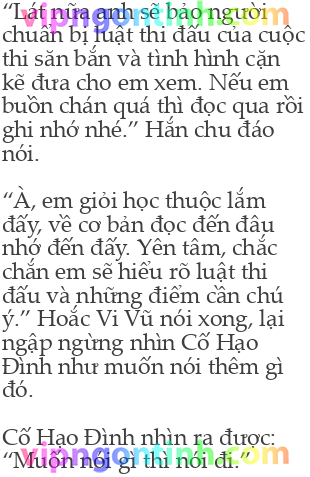 “Lát nữa anh sẽ bảo người
chuẩn bị luật thi đấu của cuộc
thi săn bắn và tình hình cặn
kẽ đưa cho em xem. Nếu em
buồn chán quá thì đọc qua rồi
ghi nhớ nhé.” Hắn chu đáo
nói.
“À, em giỏi học thuộc lắm
đấy, về cơ bản đọc đến đâu
nhớ đến đấy. Yên tâm, chắc
chắn em sẽ hiểu rõ luật thi
đấu và những điểm cần chú
ý.” Hoắc Vi Vũ nói xong, lại
ngập ngừng nhìn Cố Hạo
Đình như muốn nói thêm gì
đó.
Cố Hạo Đình nhìn ra được:
“Muốn nói gì thì nói đi.”
vipngontinh.com
vipngontinh.com